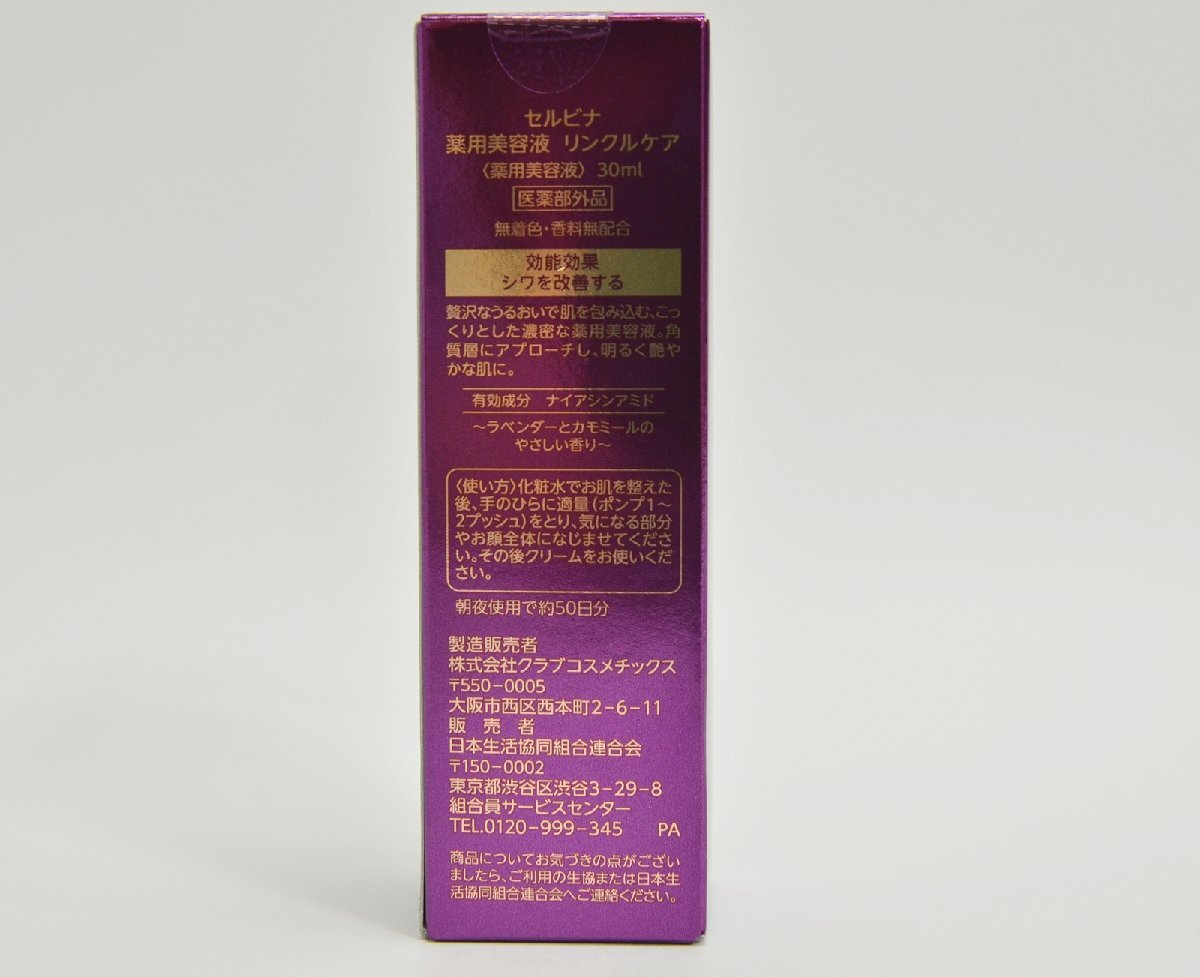 セルビナ
薬用美容液 リンクルケア
〈薬用美容液〉 30ml
医薬部外品
無着色・香料無配合
効能効果
シワを改善する
贅沢なうるおいで肌を包み込む、こっ
くりとした濃密な薬用美容液。角
質層にアプローチし、明るく艶や
かな肌に。
有効成分 ナイアシンアミド
～ラベンダーとカモミールの
やさしい香り～
〈使い方〉化粧水でお肌を整えた
後、手のひらに適量（ポンプ1～
2プッシュ）をとり、気になる部分
やお顔全体になじませてくださ
い。その後クリームをお使いくだ
さい。
朝夜使用で約50日分
製造販売者
株式会社クラブコスメチックス
〒550-0005
大阪市西区西本町2-6-11
販 売 者
日本生活協同組合連合会
〒150-0002
東京都渋谷区渋谷3-29-8
組合員サービスセンター
TEL.0120-999-345 PA
商品についてお気づきの点がござい
ましたら、ご利用の生協または日本生
活協同組合連合会へご連絡ください。